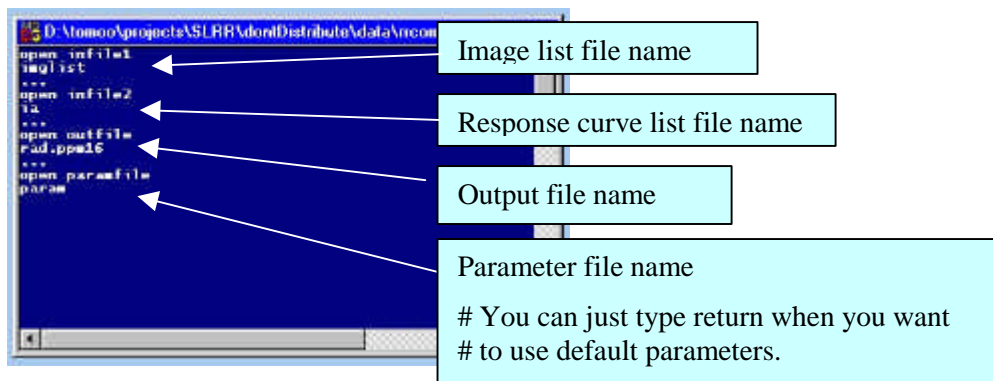 D:\tomoo\projects\SLRR\dontDistribute\data\rcom
open infile1
imglist
...
open infile2
ia
...
open outfile
rad.ppm16
...
open paramfile
param
Image list file name
Response curve list file name
Output file name
Parameter file name
# You can just type return when you want
# to use default parameters.